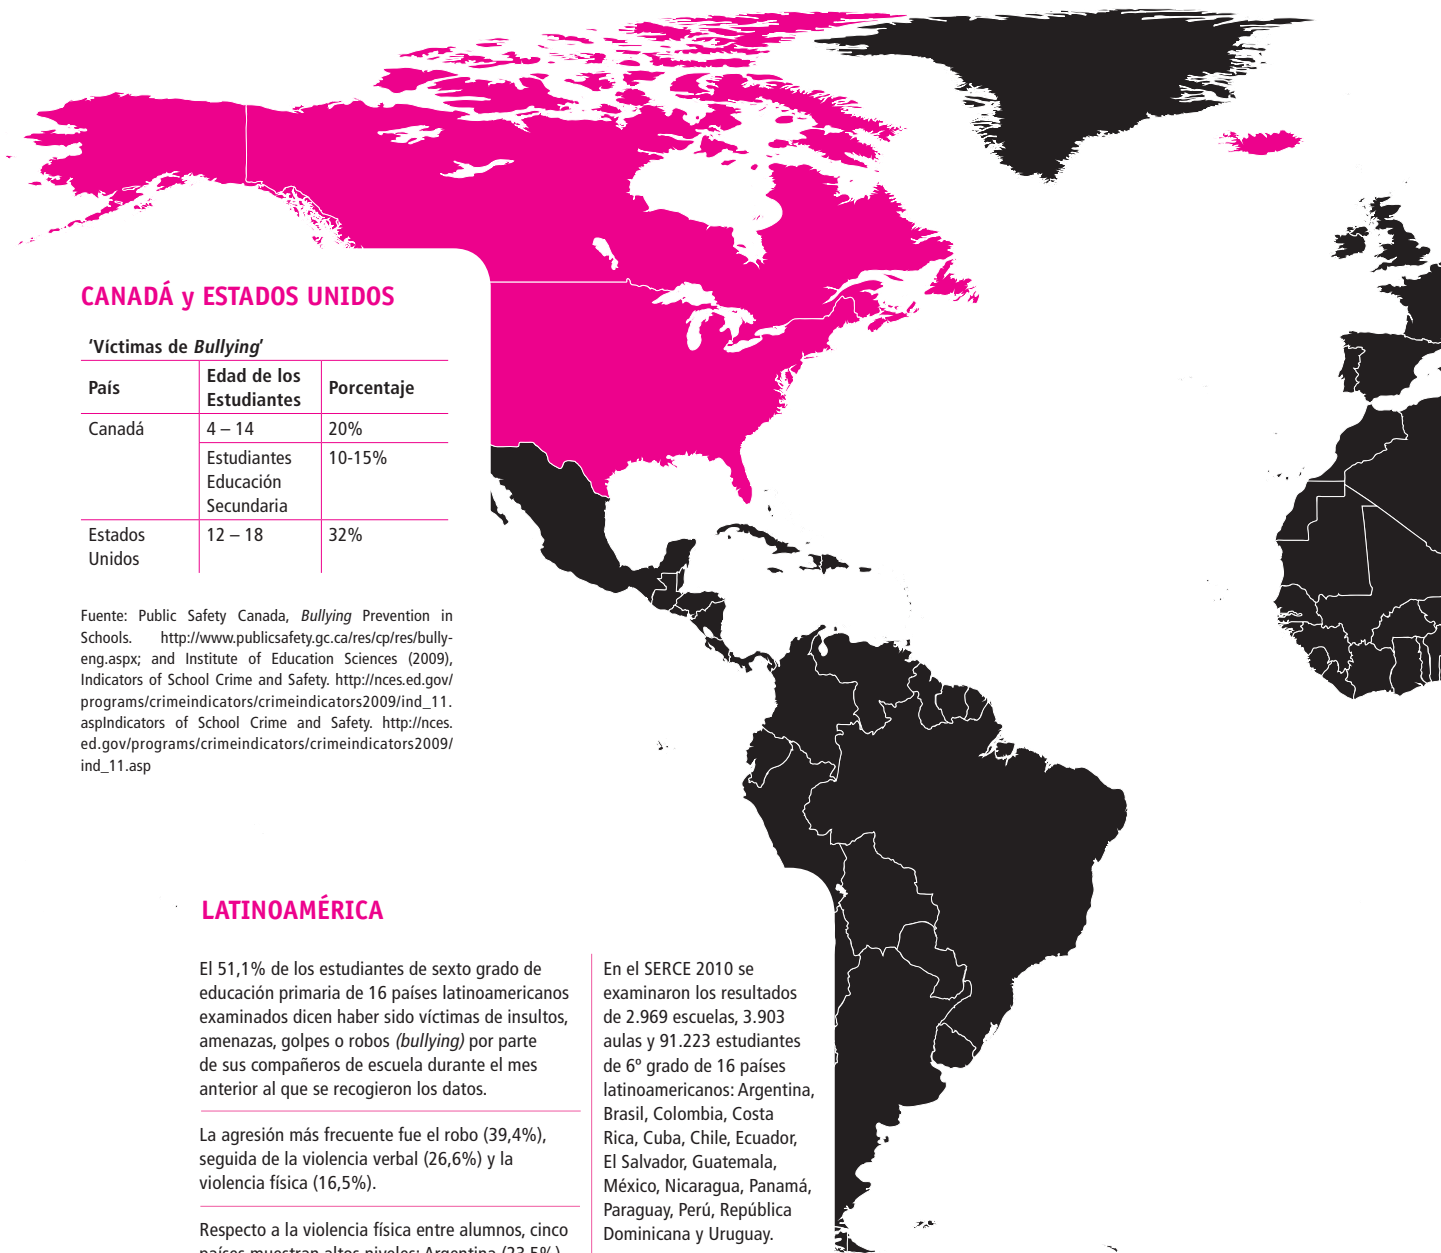 CANADÁ y ESTADOS UNIDOS
‘Víctimas de Bullying’
País
Edad de los
Estudiantes
Porcentaje
Canadá
4 – 14
20%
Estudiantes
Educación
Secundaria
10-15%
Estados
Unidos
12 – 18
32%
Fuente: Public Safety Canada, Bullying Prevention in
Schools. http://www.publicsafety.gc.ca/res/cp/res/bully-
eng.aspx; and Institute of Education Sciences (2009),
Indicators of School Crime and Safety. http://nces.ed.gov/
programs/crimeindicators/crimeindicators2009/ind_11.
aspIndicators of School Crime and Safety. http://nces.
ed.gov/programs/crimeindicators/crimeindicators2009/
ind_11.asp
LATINOAMÉRICA
El 51,1% de los estudiantes de sexto grado de
educación primaria de 16 países latinoamericanos
examinados dicen haber sido víctimas de insultos,
amenazas, golpes o robos (bullying) por parte
de sus compañeros de escuela durante el mes
anterior al que se recogieron los datos.
La agresión más frecuente fue el robo (39,4%),
seguida de la violencia verbal (26,6%) y la
violencia física (16,5%).
Respecto a la violencia física entre alumnos, cinco
países muestran altos niveles: Argentina (23,5%),
En el SERCE 2010 se
examinaron los resultados
de 2.969 escuelas, 3.903
aulas y 91.223 estudiantes
de 6º grado de 16 países
latinoamericanos: Argentina,
Brasil, Colombia, Costa
Rica, Cuba, Chile, Ecuador,
El Salvador, Guatemala,
México, Nicaragua, Panamá,
Paraguay, Perú, República
Dominicana y Uruguay.